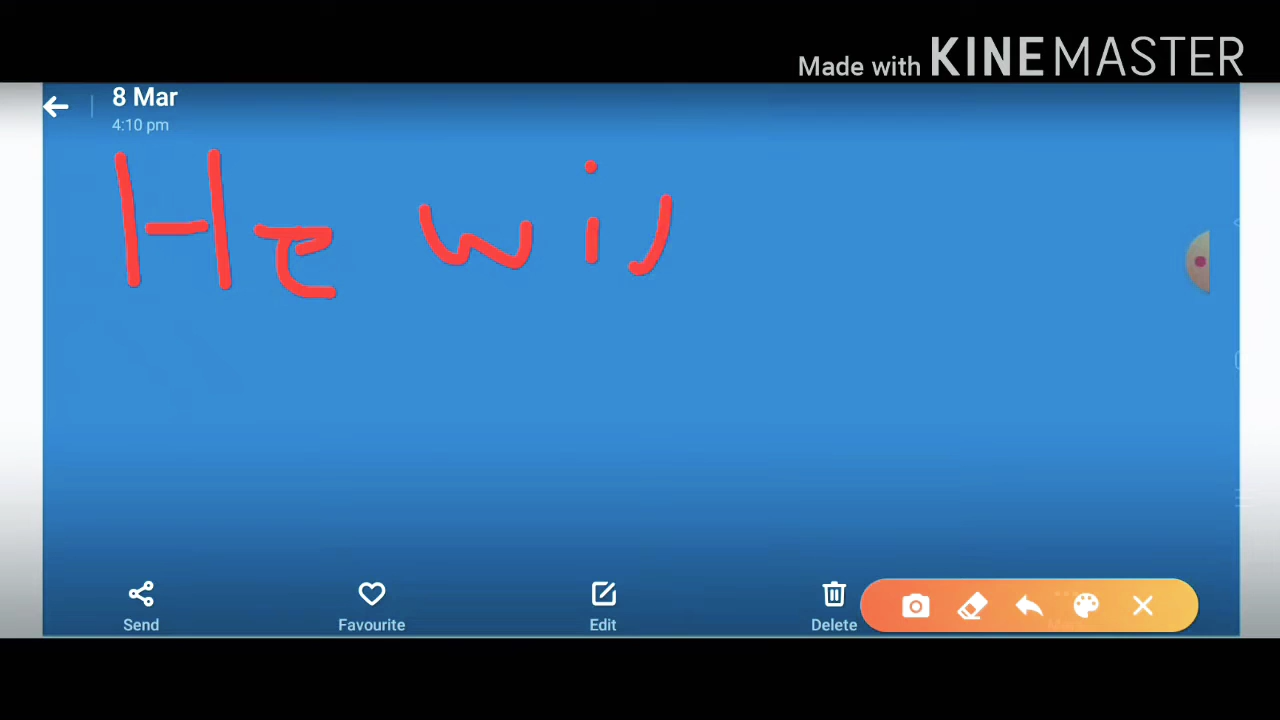 Made with KINEMASTER
8 Mar
4:10 pm
He wi
Send Favourite Edit Delete